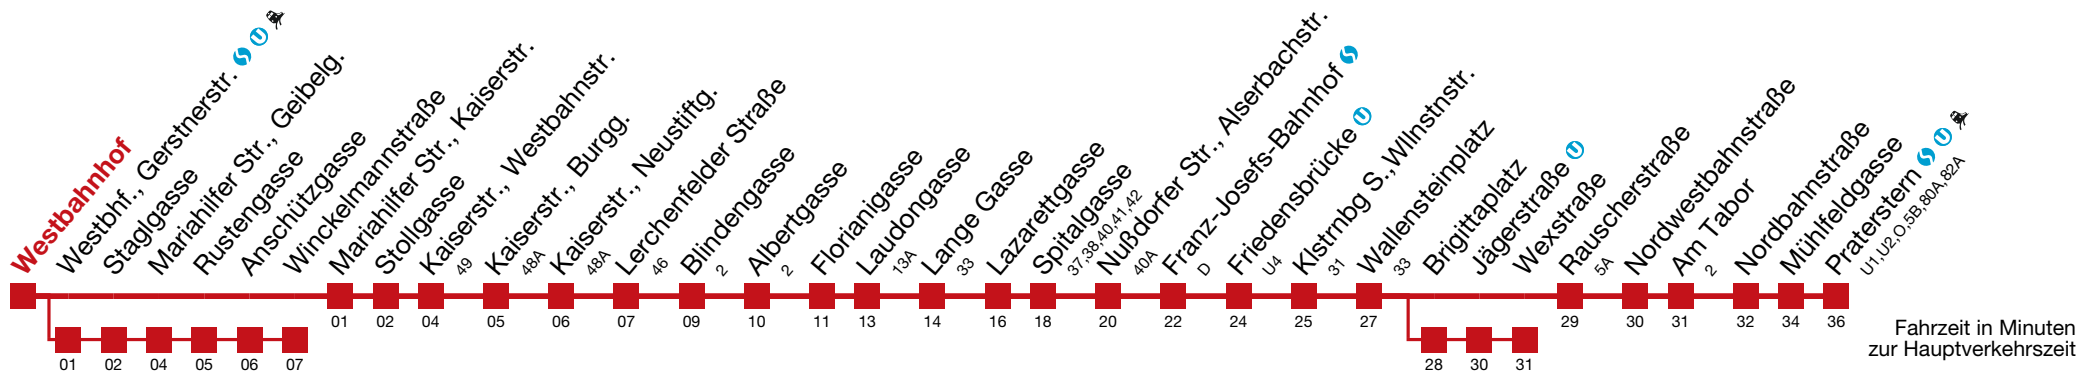 Westbahnhof
Westbhf., Gerstnerstr.
Staglgasse
Mariahilfer Str., Geibelg.
Rustengasse
Anschützgasse
Winckelmannstraße
Mariahilfer Str., Kaiserstr.
Stollgasse
Kaiserstr., Westbahnstr.
49
Kaiserstr., Burgg.
48A
Kaiserstr., Neustiftg.
48A
Lerchenfelder Straße
46
Blindengasse
2
Albertgasse
2
Florianigasse
Laudongasse
13A
Lange Gasse
33
Lazarettgasse
Spitalgasse
37,38,40,41,42
Nußdorfer Str., Alserbachstr.
40A
Franz-Josefs-Bahnhof
D
Friedensbrücke
U4
Klstrnbg S., Wllnstnstr.
31
Wallensteinplatz
33
Brigittaplatz
Jägerstraße
Wexstraße
Rauscherstraße
5A
Nordwestbahnstraße
Am Tabor
2
Nordbahnstraße
Mühlfeldgasse
Praterstern
U1,U2,O,5B,80A,82A
01 02 04 05 06 07 09 10 11 13 14 16 18 20 22 24 25 27 29 30 31 32 34 36
01 02 04 05 06 07 28 30 31
Fahrzeit in Minuten
zur Hauptverkehrszeit